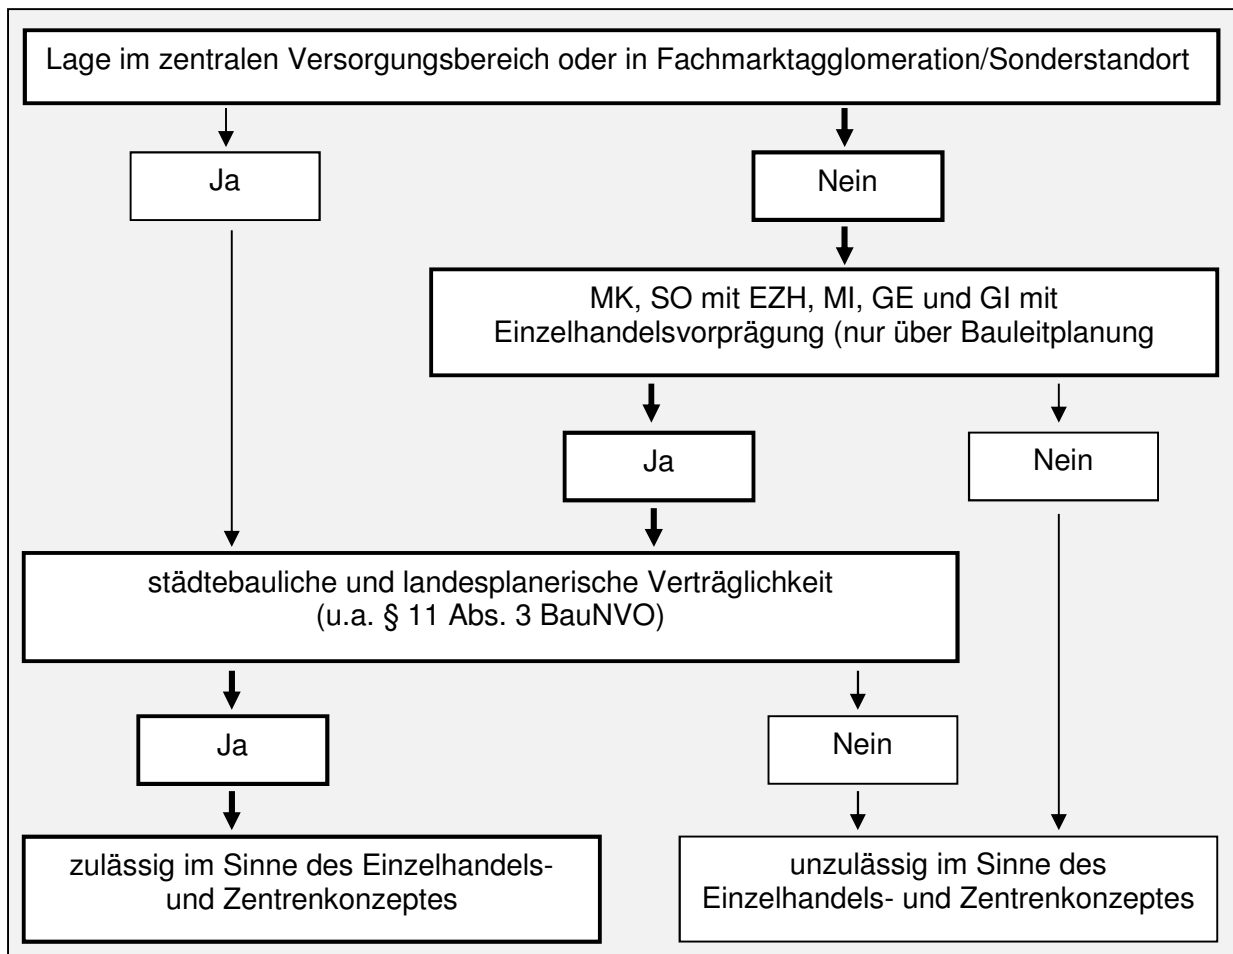 Lage im zentralen Versorgungsbereich oder in Fachmarktagglomeration/Sonderstandort
Ja
Nein
MK, SO mit EZH, MI, GE und GI mit
Einzelhandelsvorprägung (nur über Bauleitplanung
Ja
Nein
städtebauliche und landesplanerische Verträglichkeit
(u.a. § 11 Abs. 3 BauNVO)
Ja
Nein
zulässig im Sinne des Einzelhandels-
und Zentrenkonzeptes
unzulässig im Sinne des
Einzelhandels- und Zentrenkonzeptes